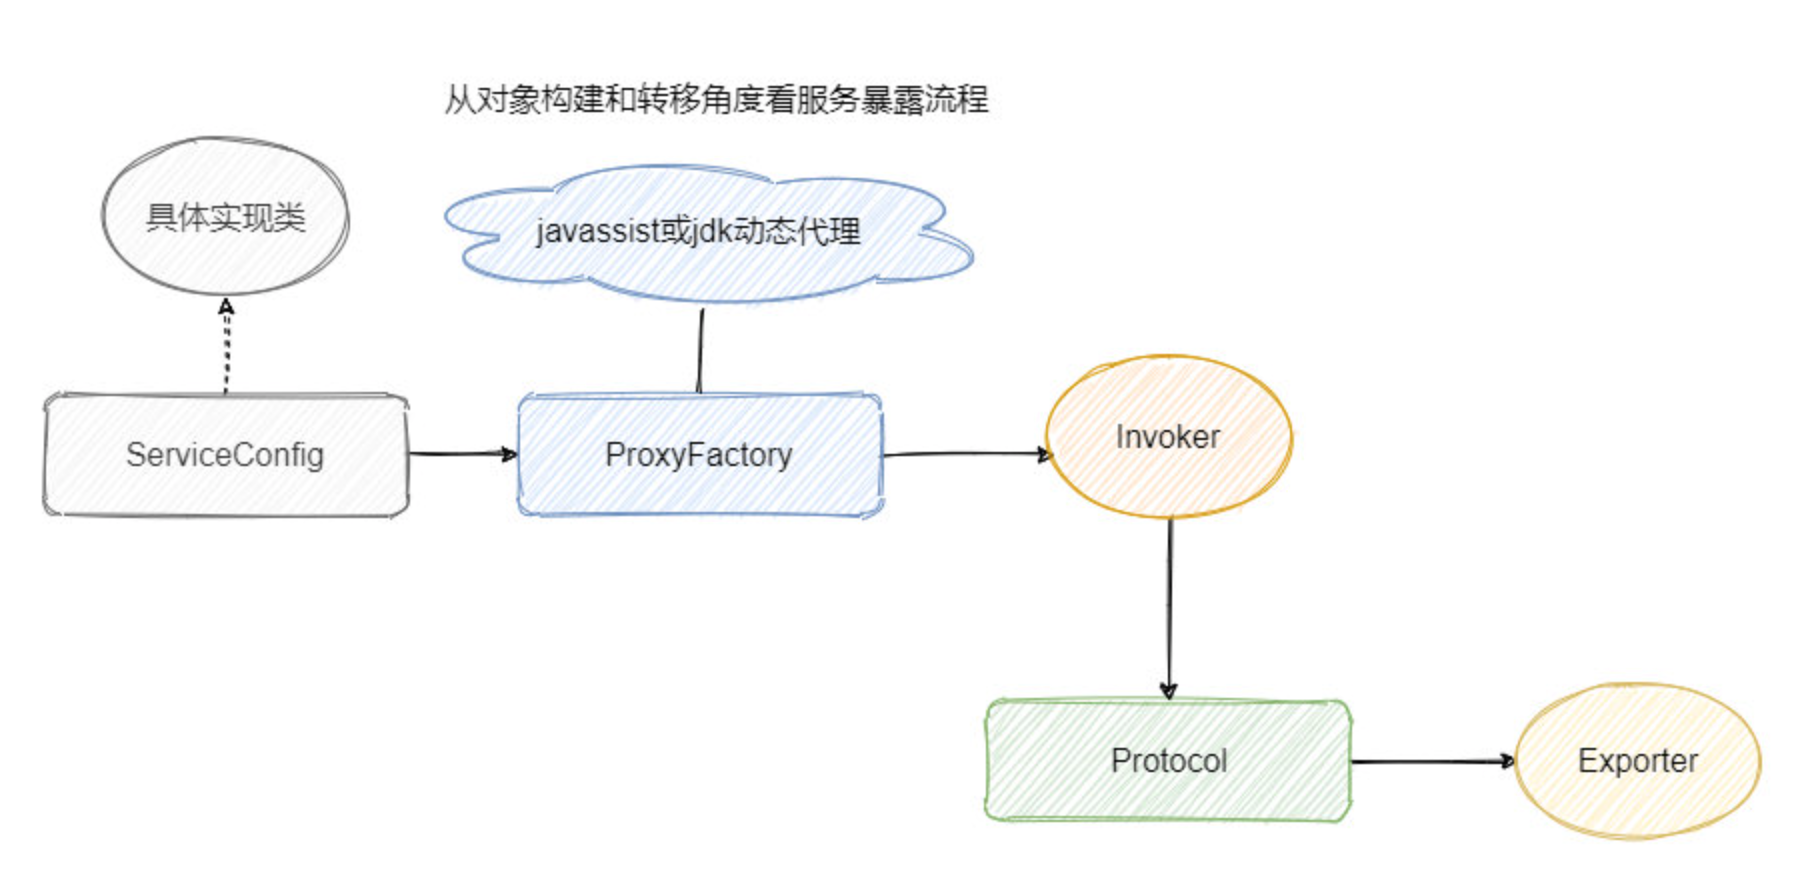 从对象构建和转移角度看服务暴露流程
具体实现类
javassist或jdk动态代理
ServiceConfig
ProxyFactory
Invoker
Protocol
Exporter